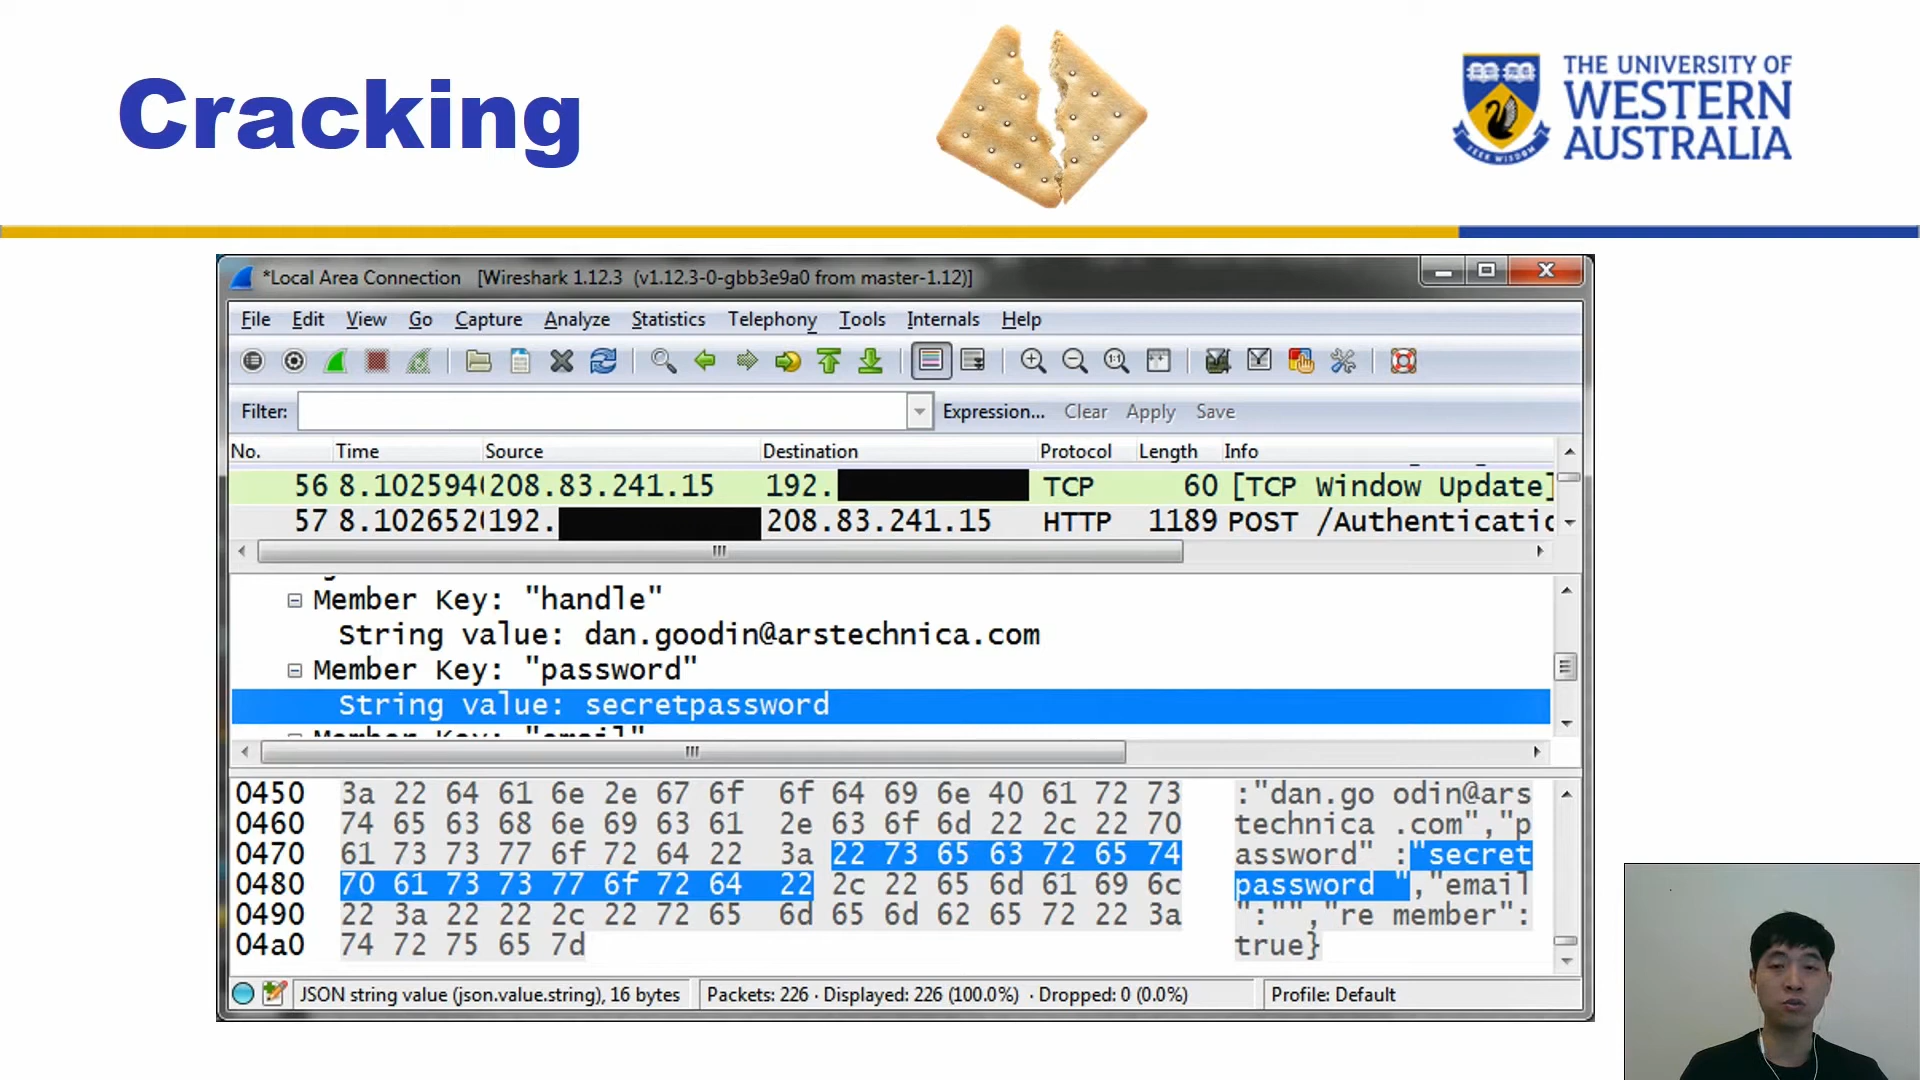 Cracking
THE UNIVERSITY OF
WESTERN
AUSTRALIA
SEEK WISDOM
*Local Area Connection [Wireshark 1.12.3 (v1.12.3-0-gbb3e9a0 from master-1.12)]
File Edit View Go Capture Analyze Statistics Telephony Tools Internals Help
Filter: Expression... Clear Apply Save
No. Time Source Destination Protocol Length Info
56 8.102594 208.83.241.15 192. TCP 60 [TCP Window Update]
57 8.102652 192. 208.83.241.15 HTTP 1189 POST /Authenticatic
Member Key: "handle"
String value: dan.goodin@arstechnica.com
Member Key: "password"
String value: secretpassword
Member Key: "email"
0450 3a 22 64 61 6e 2e 67 6f 6f 64 69 6e 40 61 72 73 :"dan.go odin@ars
0460 74 65 63 68 6e 69 63 61 2e 63 6f 6d 22 2c 22 70 technica .com","p
0470 61 73 73 77 6f 72 64 22 3a 22 73 65 63 72 65 74 assword" :"secret
0480 70 61 73 73 77 6f 72 64 22 2c 22 65 6d 61 69 6c password ","email
0490 22 3a 22 22 2c 22 72 65 6d 65 6d 62 65 72 22 3a ":"","re member":
04a0 74 72 75 65 7d true}
JSON string value (json.value.string), 16 bytes Packets: 226 · Displayed: 226 (100.0%) · Dropped: 0 (0.0%) Profile: Default